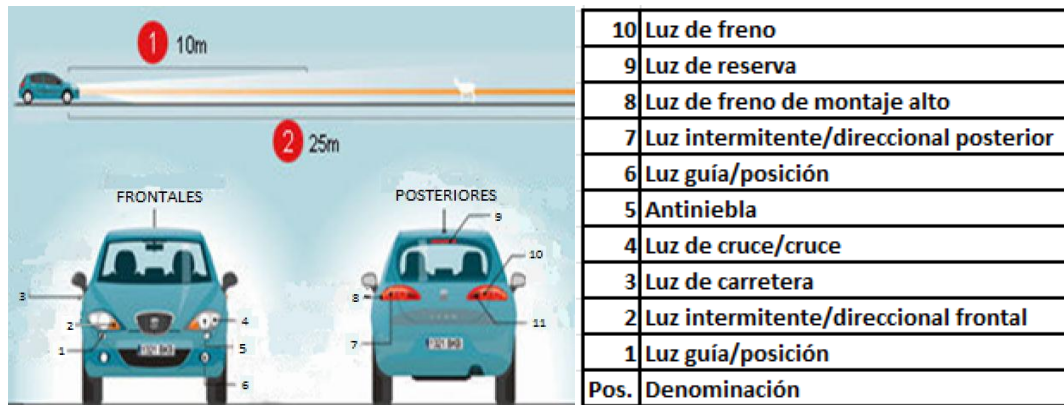 1 10m
2 25m
FRONTALES
POSTERIORES
9
10
3
8
2
4
11
1
5
7
6
10 Luz de freno
9 Luz de reserva
8 Luz de freno de montaje alto
7 Luz intermitente/direccional posterior
6 Luz guía/posición
5 Antiniebla
4 Luz de cruce/cruce
3 Luz de carretera
2 Luz intermitente/direccional frontal
1 Luz guía/posición
Pos. Denominación